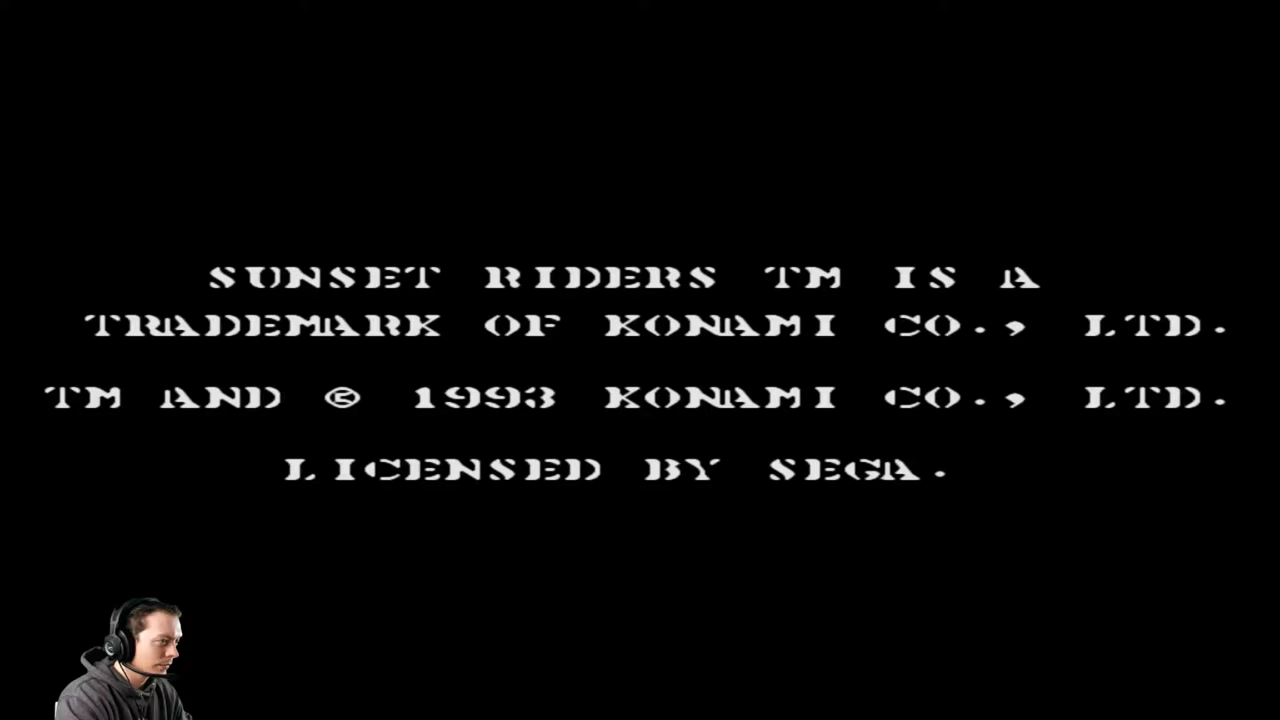 SUNSET RIDERS TM IS A
TRADEMARK OF KONAMI CO., LTD.
TM AND © 1993 KONAMI CO., LTD.
LICENSED BY SEGA.